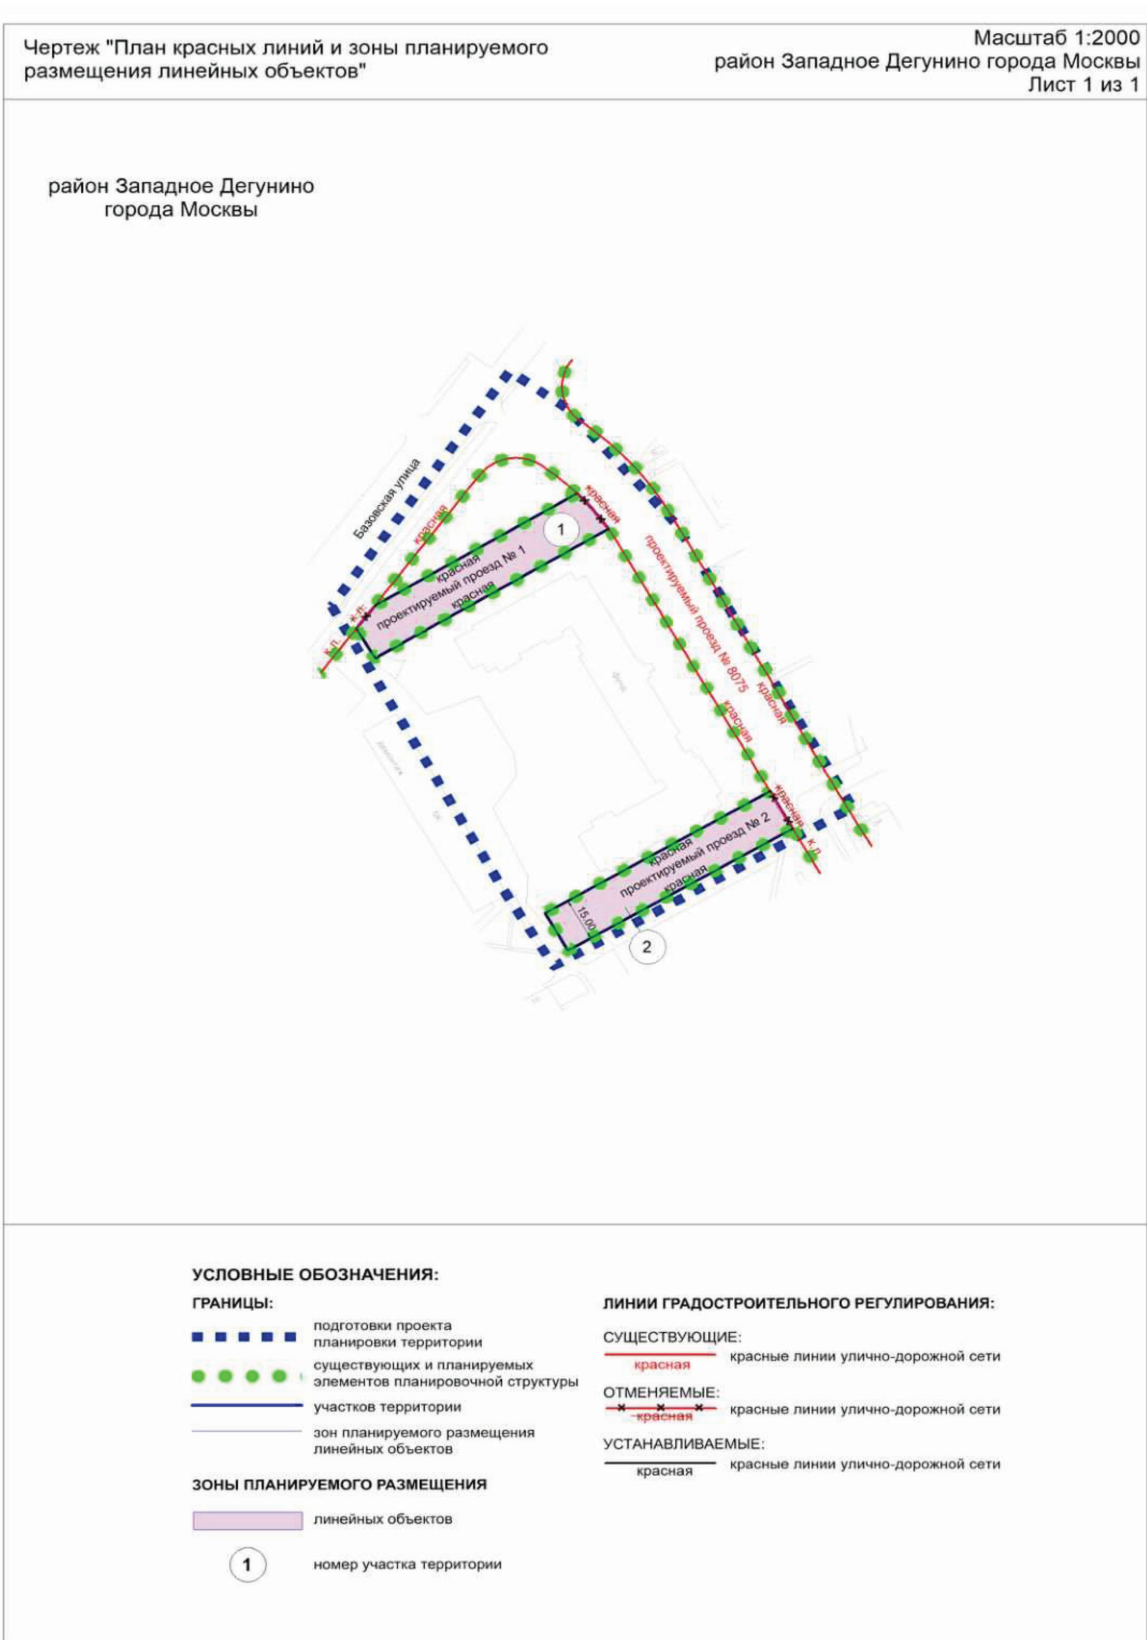 Чертеж "План красных линий и зоны планируемого
размещения линейных объектов"
Масштаб 1:2000
район Западное Дегунино города Москвы
Лист 1 из 1
район Западное Дегунино
города Москвы
Базовская улица
красная
красная
1
красная
проектируемый проезд № 1
красная
к.л.
к.л.
проектируемый проезд № 8075
красная
красная
красная
к.л.
красная
проектируемый проезд № 2
красная
15.00
2
УСЛОВНЫЕ ОБОЗНАЧЕНИЯ:
ГРАНИЦЫ:
подготовки проекта
планировки территории
существующих и планируемых
элементов планировочной структуры
участков территории
зон планируемого размещения
линейных объектов
ЗОНЫ ПЛАНИРУЕМОГО РАЗМЕЩЕНИЯ
линейных объектов
1
номер участка территории
ЛИНИИ ГРАДОСТРОИТЕЛЬНОГО РЕГУЛИРОВАНИЯ:
СУЩЕСТВУЮЩИЕ:
красная
красные линии улично-дорожной сети
ОТМЕНЯЕМЫЕ:
красная
красные линии улично-дорожной сети
УСТАНАВЛИВАЕМЫЕ:
красная
красные линии улично-дорожной сети